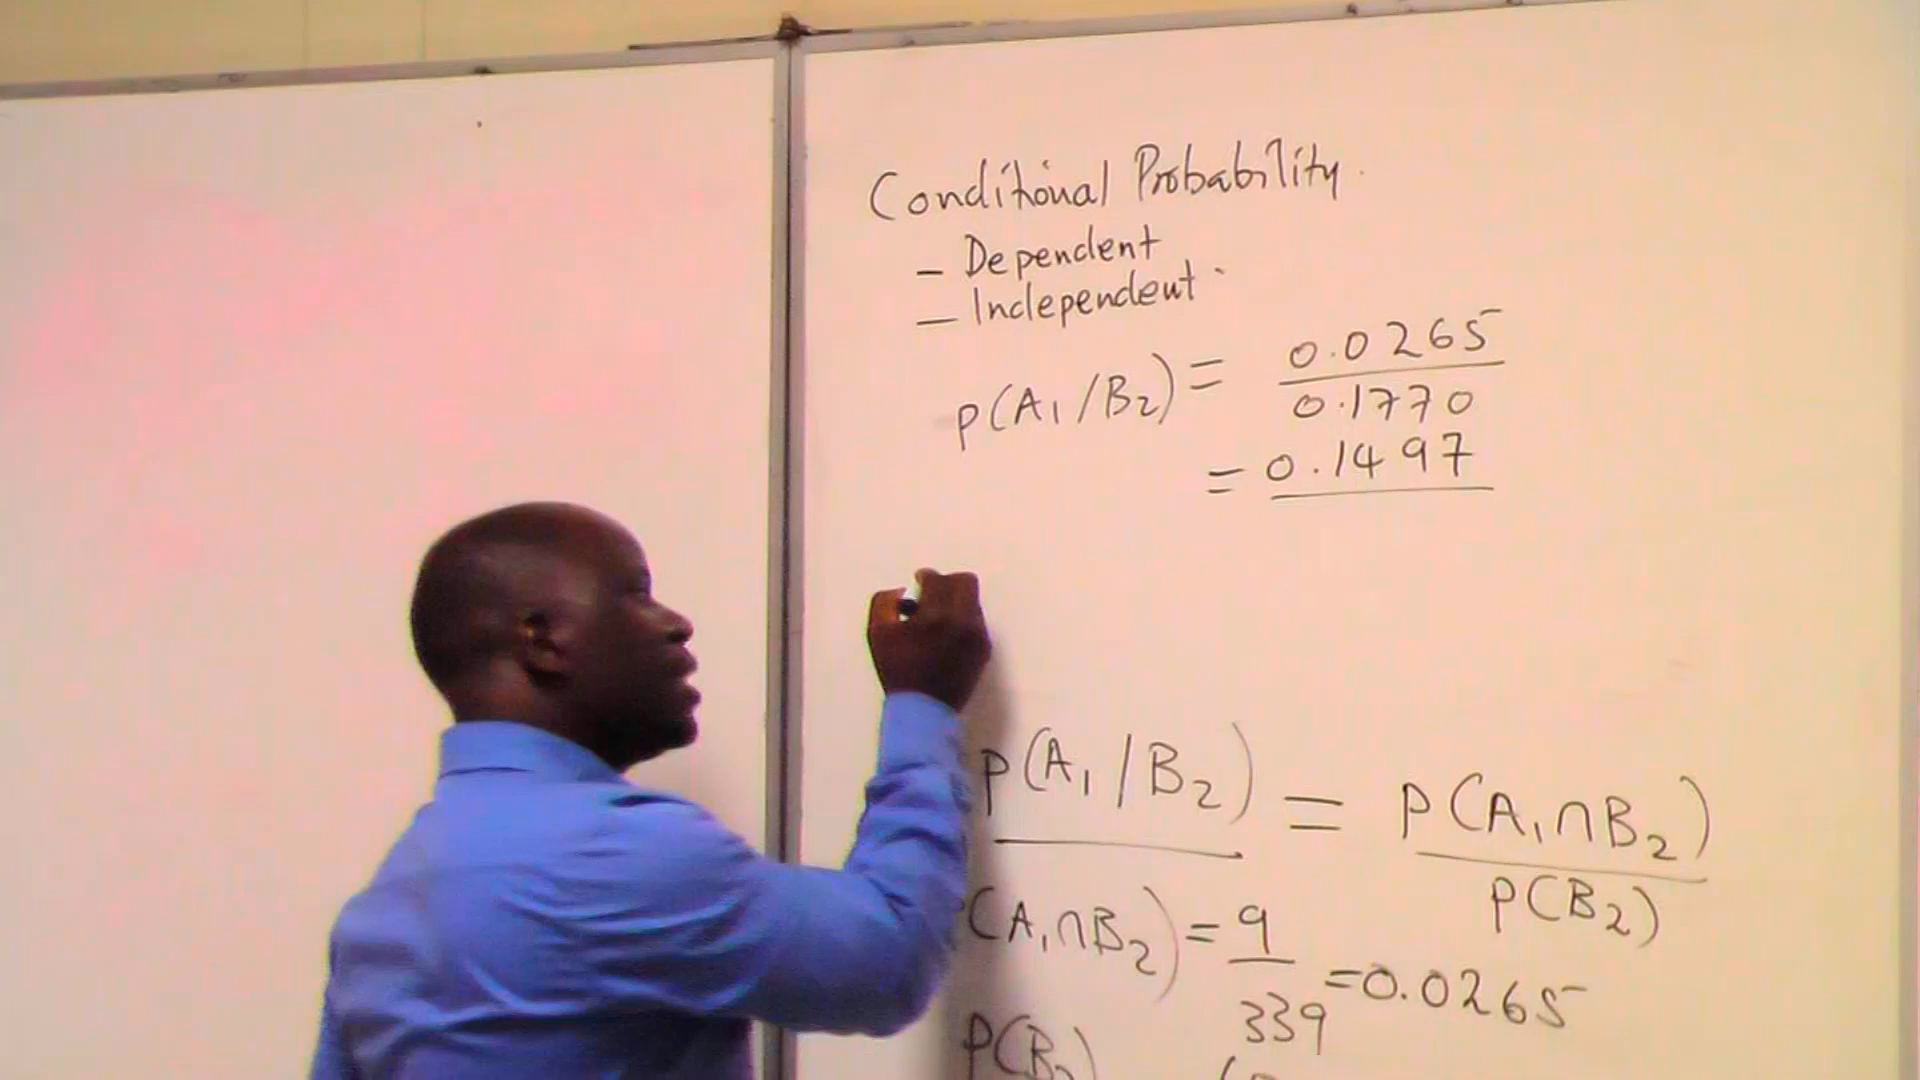 Conditional Probability.
- Dependent
- Independent.
P(A₁/B₂) = 0.0265
0.1770
= 0.1497
P(A₁/B₂) = P(A₁∩B₂)
P(B₂)
(A₁∩B₂) = 9
339 = 0.0265
P(B₂)